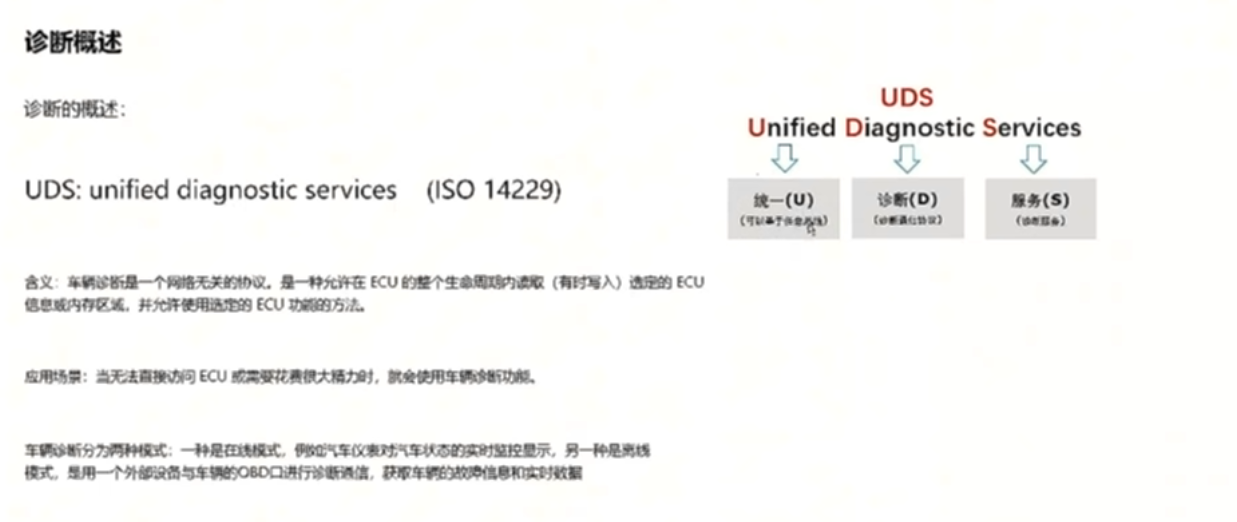 诊断概述
诊断的概述：
UDS: unified diagnostic services (ISO 14229)
含义：车辆诊断是一个网络无关的协议。是一种允许在 ECU 的整个生命周期内读取（有时写入）选定的 ECU
信息或内存区域，并允许使用选定的 ECU 功能的方法。
应用场景：当无法直接访问 ECU 或需要花费很大精力时，就会使用车辆诊断功能。
车辆诊断分为两种模式：一种是在线模式，例如汽车仪表对汽车状态的实时监控显示，另一种是离线
模式，是用一个外部设备与车辆的OBD口进行诊断通信，获取车辆的故障信息和实时数据
UDS
Unified Diagnostic Services
统一(U)
(可以基于任意总线)
诊断(D)
(诊断通信协议)
服务(S)
(诊断服务)